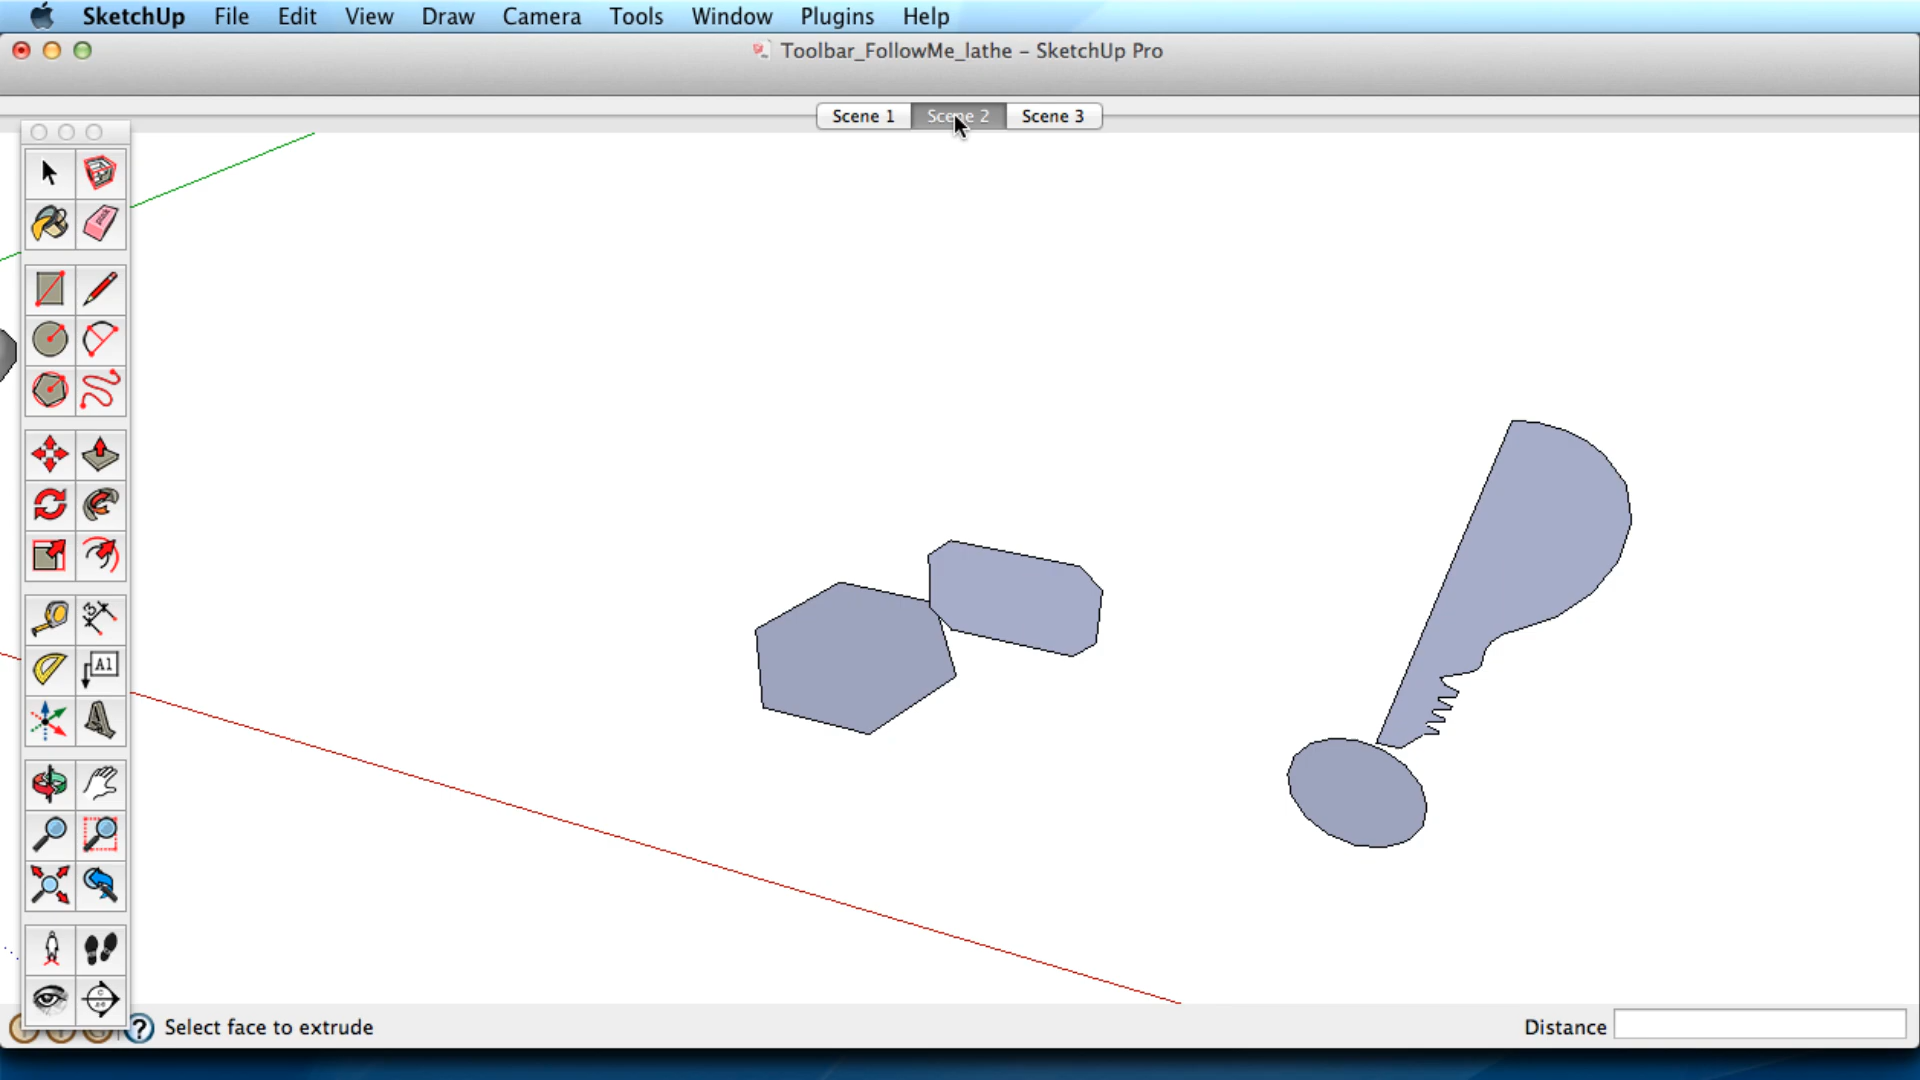 SketchUp File Edit View Draw Camera Tools Window Plugins Help
Toolbar_FollowMe_lathe – SketchUp Pro
Scene 1 Scene 2 Scene 3
A1
? Select face to extrude
Distance